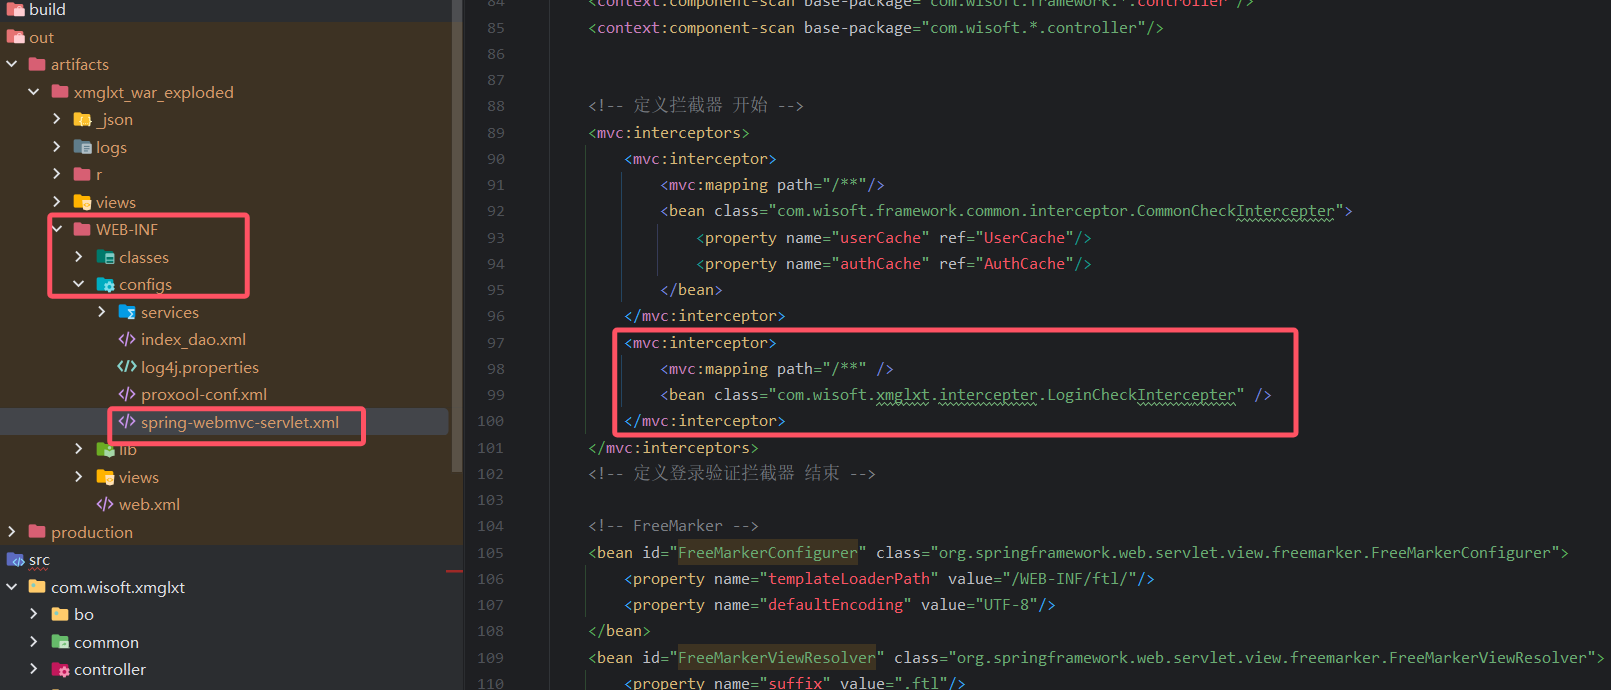 build
out
artifacts
xmglxt_war_exploded
_json
logs
r
views
WEB-INF
classes
configs
services
index_dao.xml
log4j.properties
proxool-conf.xml
spring-webmvc-servlet.xml
lib
views
web.xml
production
src
com.wisoft.xmglxt
bo
common
controller
84 <context:component-scan base-package="com.wisoft.framework.*.controller"/>
85 <context:component-scan base-package="com.wisoft.*.controller"/>
86
87
88 <!-- 定义拦截器 开始 -->
89 <mvc:interceptors>
90 <mvc:interceptor>
91 <mvc:mapping path="/**"/>
92 <bean class="com.wisoft.framework.common.interceptor.CommonCheckIntercepter">
93 <property name="userCache" ref="UserCache"/>
94 <property name="authCache" ref="AuthCache"/>
95 </bean>
96 </mvc:interceptor>
97 <mvc:interceptor>
98 <mvc:mapping path="/**" />
99 <bean class="com.wisoft.xmglxt.intercepter.LoginCheckIntercepter" />
100 </mvc:interceptor>
101 </mvc:interceptors>
102 <!-- 定义登录验证拦截器 结束 -->
103
104 <!-- FreeMarker -->
105 <bean id="FreeMarkerConfigurer" class="org.springframework.web.servlet.view.freemarker.FreeMarkerConfigurer">
106 <property name="templateLoaderPath" value="/WEB-INF/ftl/"/>
107 <property name="defaultEncoding" value="UTF-8"/>
108 </bean>
109 <bean id="FreeMarkerViewResolver" class="org.springframework.web.servlet.view.freemarker.FreeMarkerViewResolver">
110 <property name="suffix" value=".ftl"/>